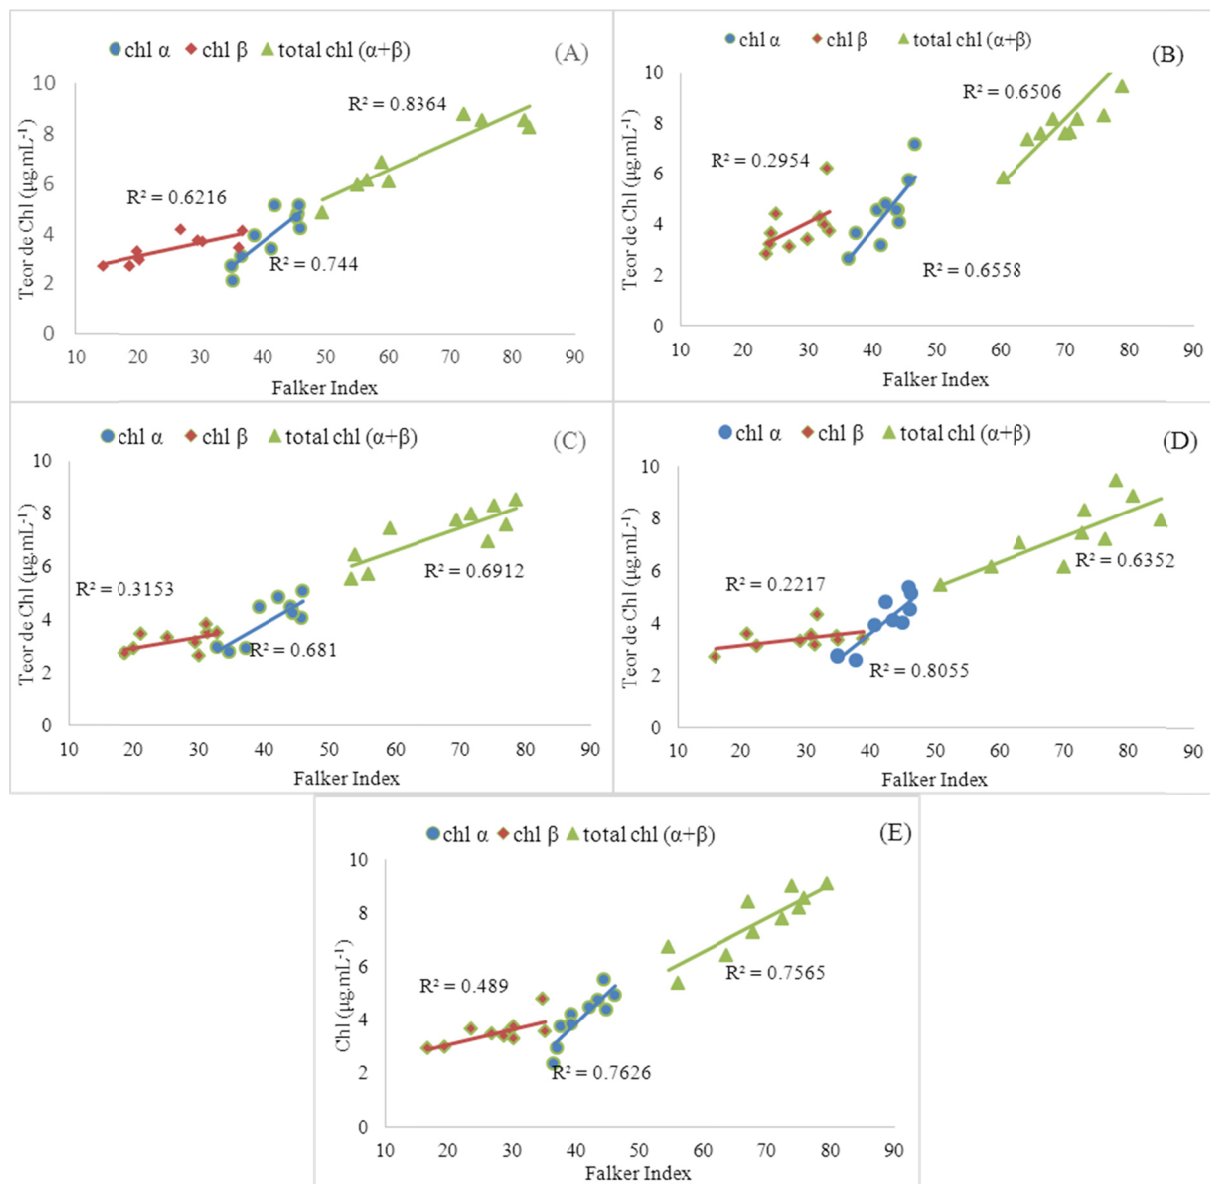 chl α chl β total chl (α+β) (A)
10
8
6
4
2
0
R² = 0.8364
R² = 0.6216
R² = 0.744
Teor de Chl (µg.mL⁻¹)
10 20 30 40 50 60 70 80 90
Falker Index
chl α chl β total chl (α+β) (B)
10
8
6
4
2
0
R² = 0.6506
R² = 0.2954
R² = 0.6558
Teor de Chl (µg.mL⁻¹)
10 20 30 40 50 60 70 80 90
Falker Index
chl α chl β total chl (α+β) (C)
10
8
6
4
2
0
R² = 0.3153
R² = 0.6912
R² = 0.681
Teor de Chl (µg.mL⁻¹)
10 20 30 40 50 60 70 80 90
Falker Index
chl α chl β total chl (α+β) (D)
10
8
6
4
2
0
R² = 0.6352
R² = 0.2217
R² = 0.8055
Teor de Chl (µg.mL⁻¹)
10 20 30 40 50 60 70 80 90
Falker Index
chl α chl β total chl (α+β) (E)
10
8
6
4
2
0
R² = 0.7565
R² = 0.489
R² = 0.7626
Chl (µg.mL⁻¹)
10 20 30 40 50 60 70 80 90
Falker Index